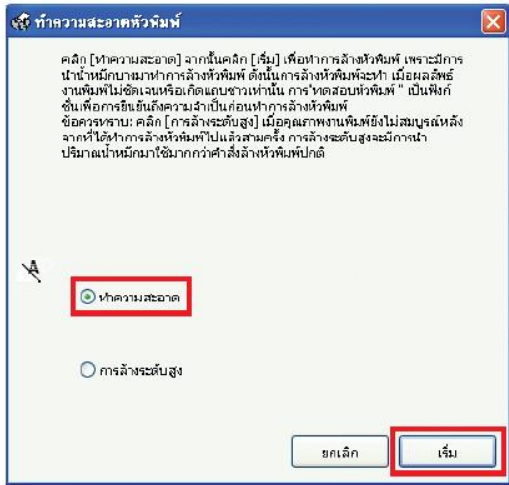 ทำความสะอาดหัวพิมพ์
คลิก [ทำความสะอาด] จากนั้นคลิก [เริ่ม] เพื่อทำการล้างหัวพิมพ์ เพราะมีการ
นำน้ำหมึกบางมาทำการล้างหัวพิมพ์ ดังนั้นการล้างหัวพิมพ์จะทำ เมื่อผลลัพธ์
งานพิมพ์ไม่ชัดเจนหรือเกิดแถบขาวเท่านั้น การ"ทดสอบหัวพิมพ์ " เป็นฟังก์
ชั่นเพื่อการยืนยันถึงความจำเป็นก่อนทำการล้างหัวพิมพ์
ข้อควรทราบ: คลิก [การล้างระดับสูง] เมื่อคุณภาพงานพิมพ์ยังไม่สมบูรณ์หลัง
จากที่ได้ทำการล้างหัวพิมพ์ไปแล้วสามครั้ง การล้างระดับสูงจะมีการนำ
ปริมาณน้ำหมึกมาใช้มากกว่าคำสั่งล้างหัวพิมพ์ปกติ
ทำความสะอาด
การล้างระดับสูง
ยกเลิก
เริ่ม